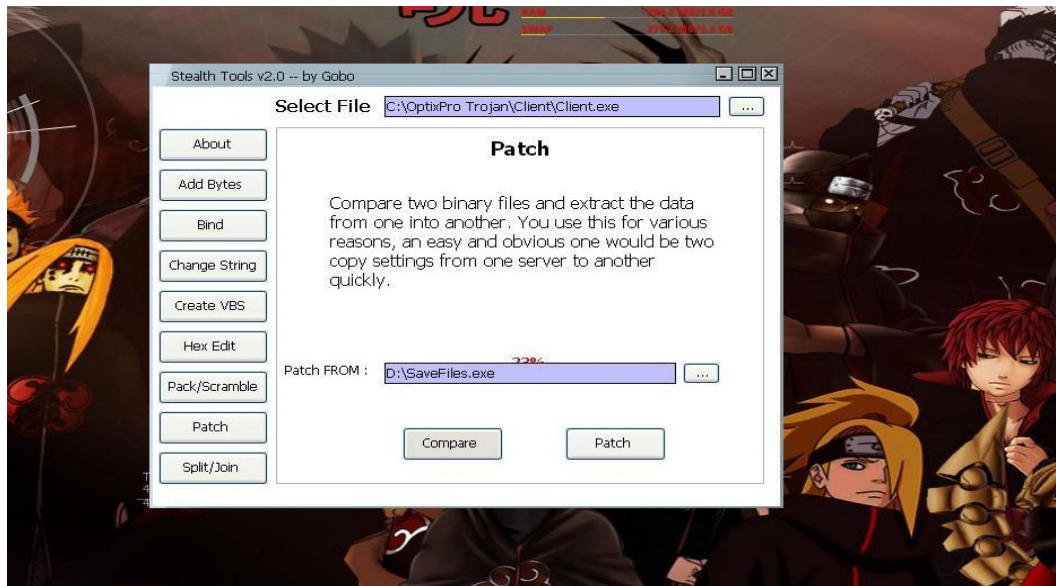 RAM
SWAP
Stealth Tools v2.0 -- by Gobo
Select File
C:\OptixPro Trojan\Client\Client.exe
...
About
Add Bytes
Bind
Change String
Create VBS
Hex Edit
Pack/Scramble
Patch
Split/Join
Patch
Compare two binary files and extract the data
from one into another. You use this for various
reasons, an easy and obvious one would be two
copy settings from one server to another
quickly.
Patch FROM :
D:\SaveFiles.exe
...
Compare
Patch